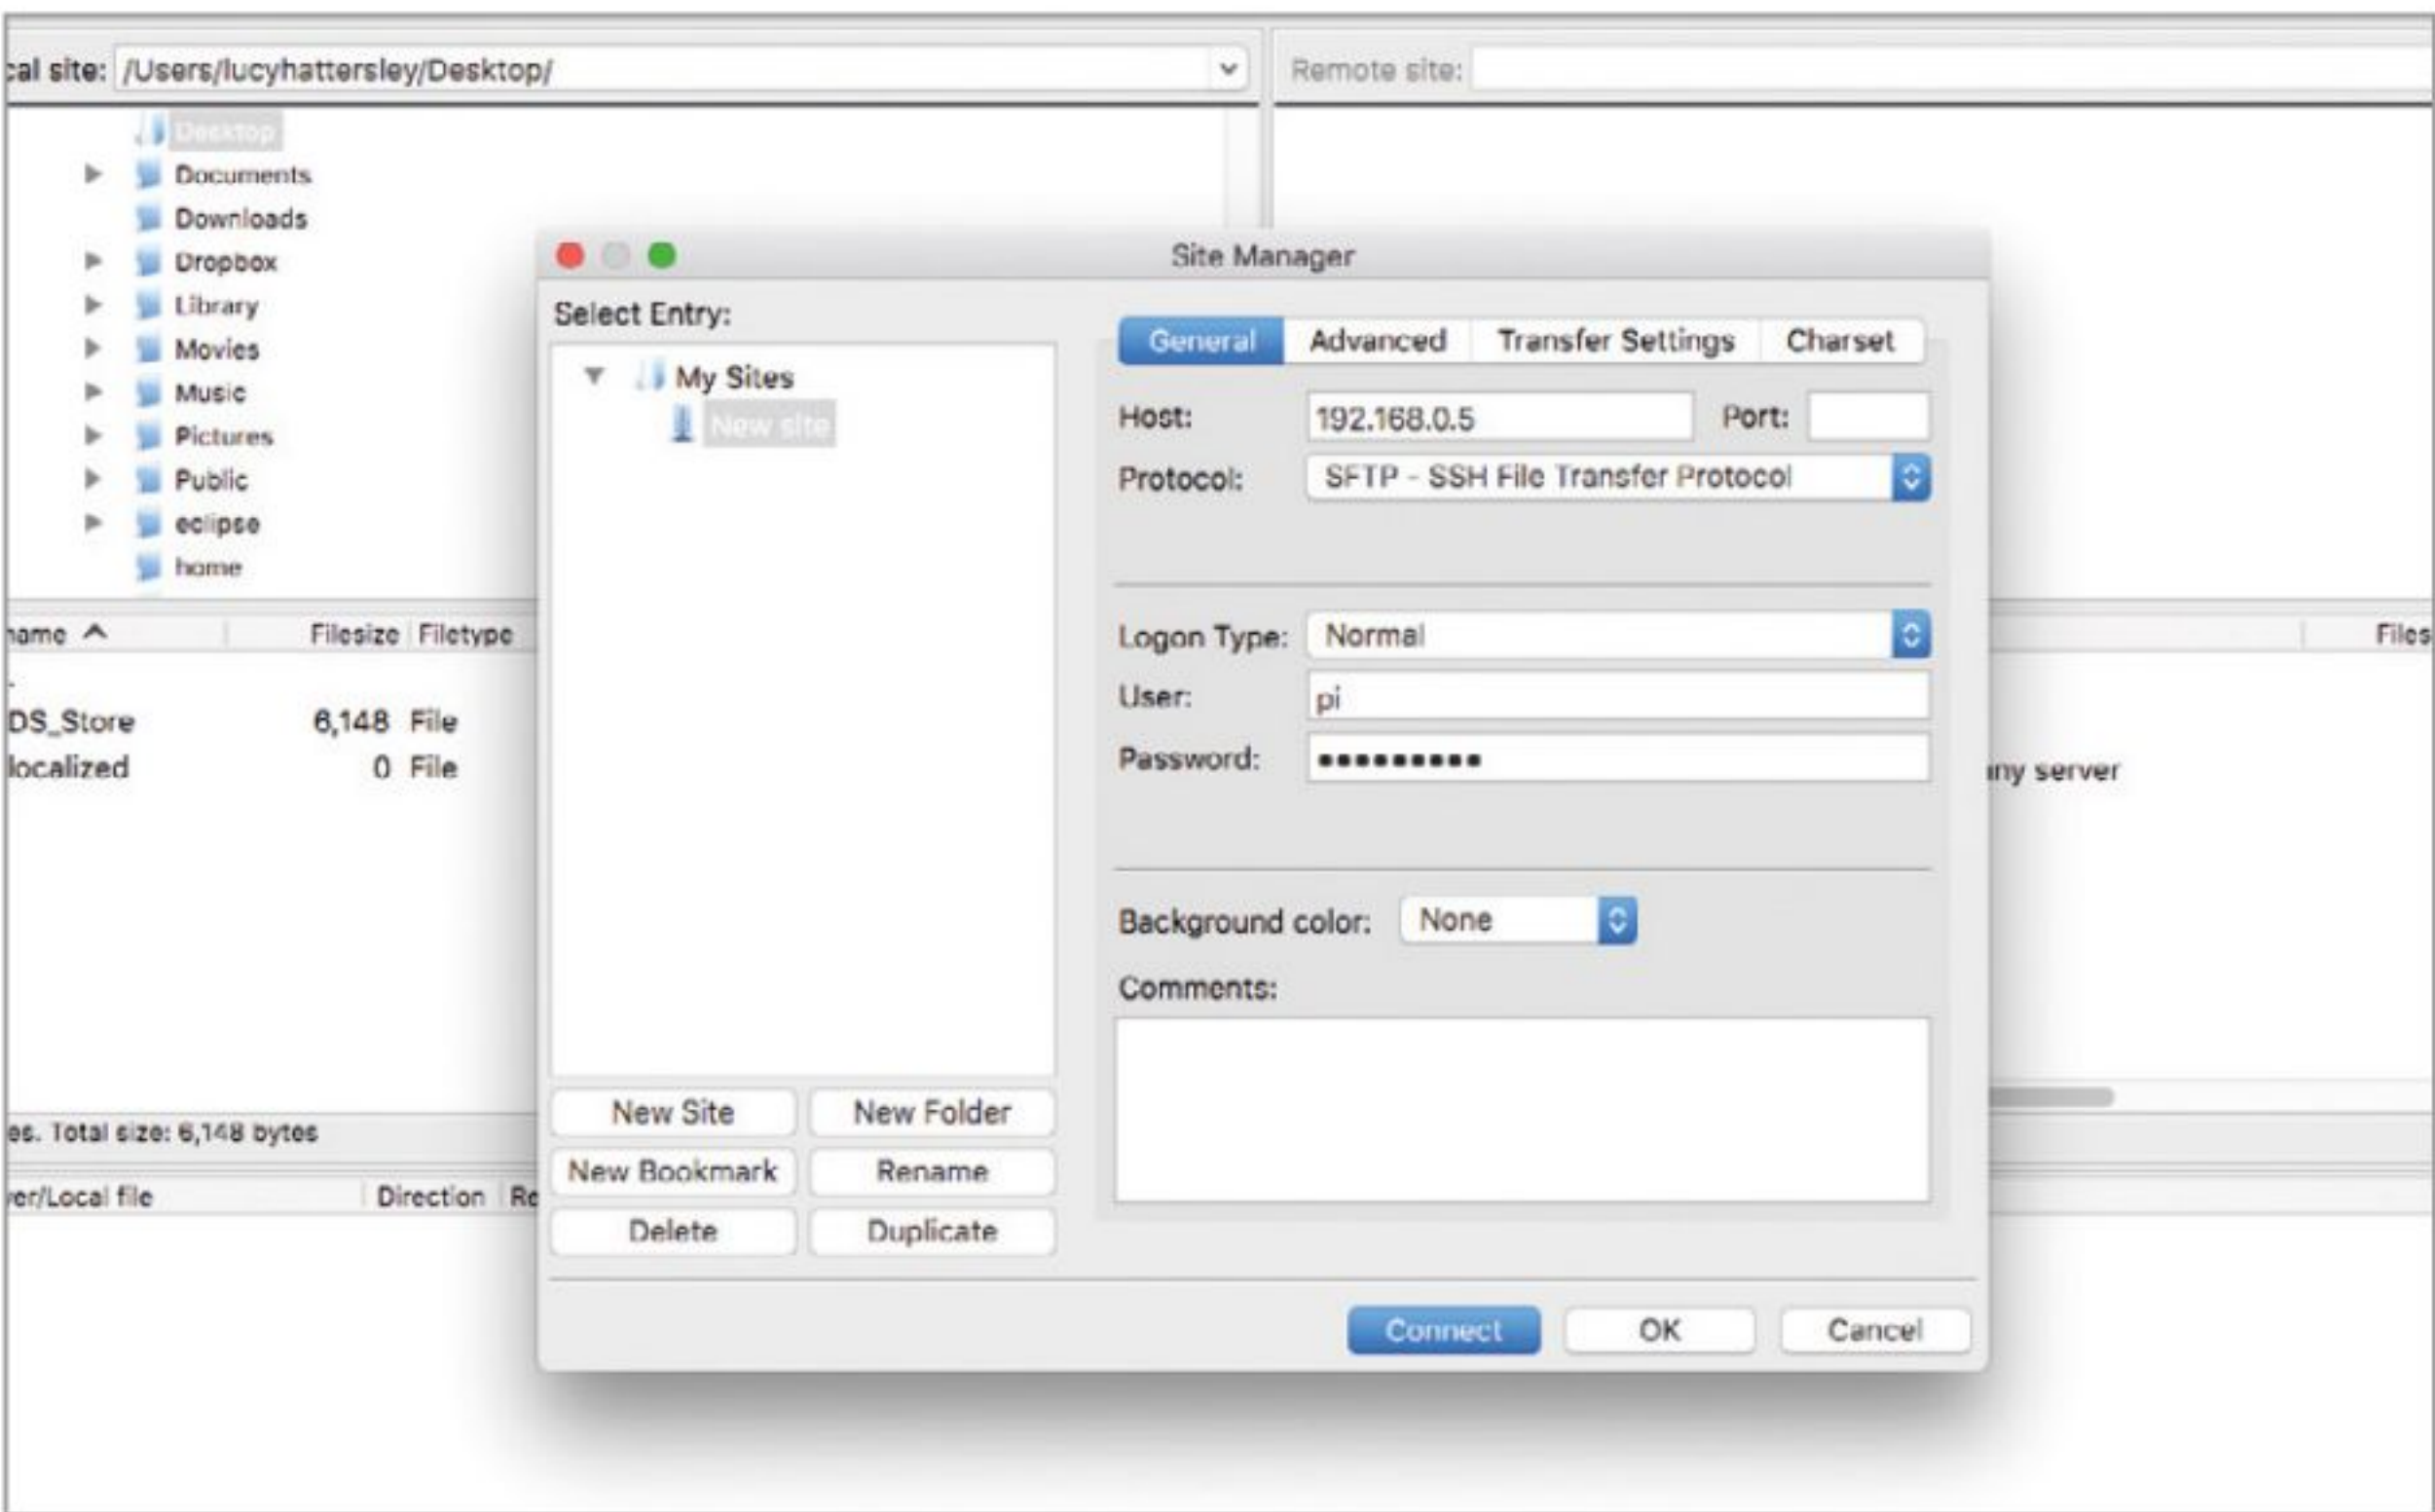 cal site: /Users/lucyhattersley/Desktop/
Remote site:
Desktop
Documents
Downloads
Dropbox
Library
Movies
Music
Pictures
Public
eclipse
home
name Filesize Filetype
DS_Store 6,148 File
localized 0 File
es. Total size: 6,148 bytes
er/Local file Direction Re
Site Manager
Select Entry:
My Sites
New site
New Site New Folder
New Bookmark Rename
Delete Duplicate
General Advanced Transfer Settings Charset
Host: 192.168.0.5 Port:
Protocol: SFTP - SSH File Transfer Protocol
Logon Type: Normal
User: pi
Password: •••••••••
Background color: None
Comments:
Connect OK Cancel
Files
any server